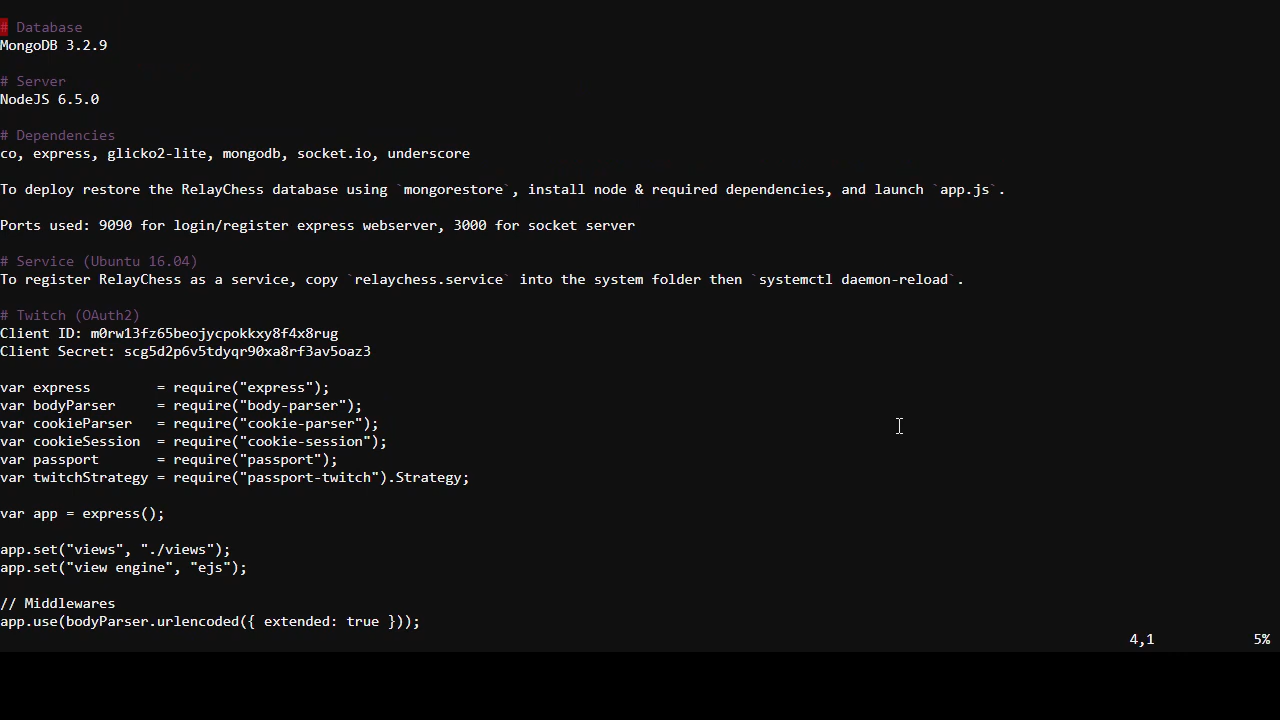 # Database
MongoDB 3.2.9
# Server
NodeJS 6.5.0
# Dependencies
co, express, glicko2-lite, mongodb, socket.io, underscore
To deploy restore the RelayChess database using `mongorestore`, install node & required dependencies, and launch `app.js`.
Ports used: 9090 for login/register express webserver, 3000 for socket server
# Service (Ubuntu 16.04)
To register RelayChess as a service, copy `relaychess.service` into the system folder then `systemctl daemon-reload`.
# Twitch (OAuth2)
Client ID: m0rw13fz65beojycpokkxy8f4x8rug
Client Secret: scg5d2p6v5tdyqr90xa8rf3av5oaz3
var express        = require("express");
var bodyParser     = require("body-parser");
var cookieParser   = require("cookie-parser");
var cookieSession  = require("cookie-session");
var passport       = require("passport");
var twitchStrategy = require("passport-twitch").Strategy;
var app = express();
app.set("views", "./views");
app.set("view engine", "ejs");
// Middlewares
app.use(bodyParser.urlencoded({ extended: true }));
4,1 5%